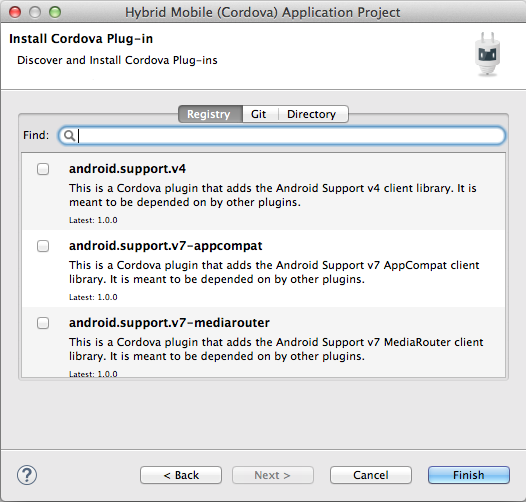 Hybrid Mobile (Cordova) Application Project
Install Cordova Plug-in
Discover and Install Cordova Plug-ins
Registry Git Directory
Find:
android.support.v4
This is a Cordova plugin that adds the Android Support v4 client library. It is
meant to be depended on by other plugins.
Latest: 1.0.0
android.support.v7-appcompat
This is a Cordova plugin that adds the Android Support v7 AppCompat client
library. It is meant to be depended on by other plugins.
Latest: 1.0.0
android.support.v7-mediarouter
This is a Cordova plugin that adds the Android Support v7 MediaRouter client
library. It is meant to be depended on by other plugins.
Latest: 1.0.0
? < Back Next > Cancel Finish